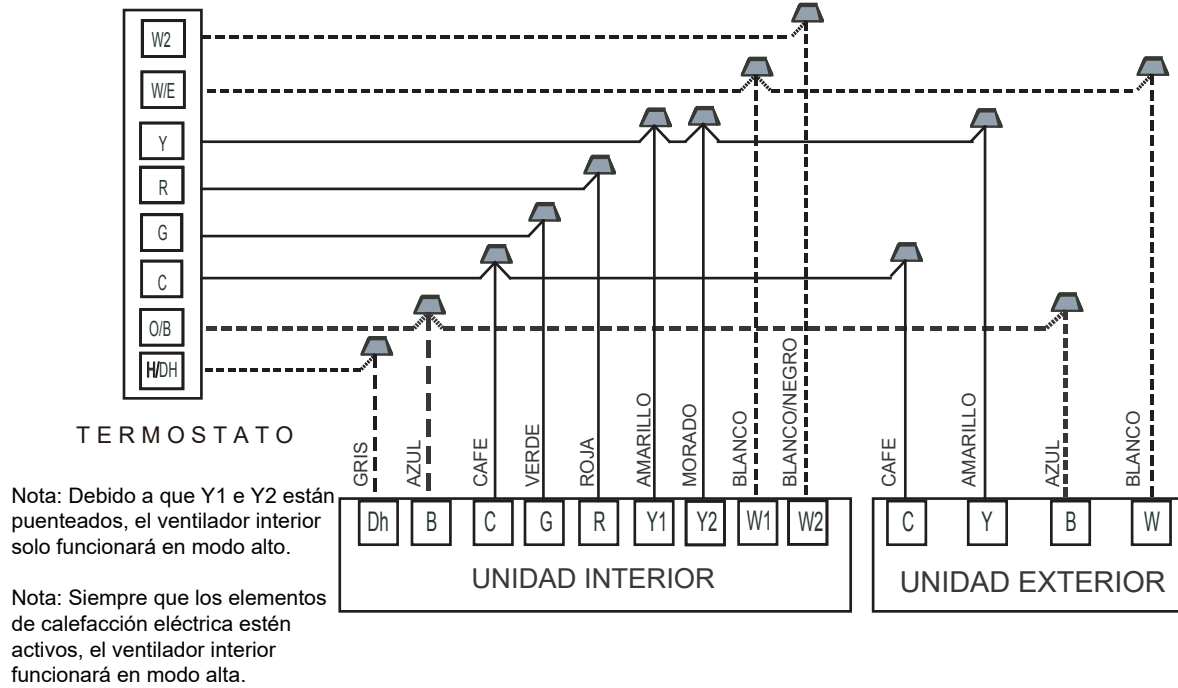 W2
W/E
Y
R
G
C
O/B
H/DH
TERMOSTATO
GRIS
AZUL
CAFE
VERDE
ROJA
AMARILLO
MORADO
BLANCO
BLANCO/NEGRO
CAFE
AMARILLO
AZUL
BLANCO
Dh B C G R Y1 Y2 W1 W2
UNIDAD INTERIOR
C Y B W
UNIDAD EXTERIOR
Nota: Debido a que Y1 e Y2 están
puenteados, el ventilador interior
solo funcionará en modo alto.
Nota: Siempre que los elementos
de calefacción eléctrica estén
activos, el ventilador interior
funcionará en modo alta.